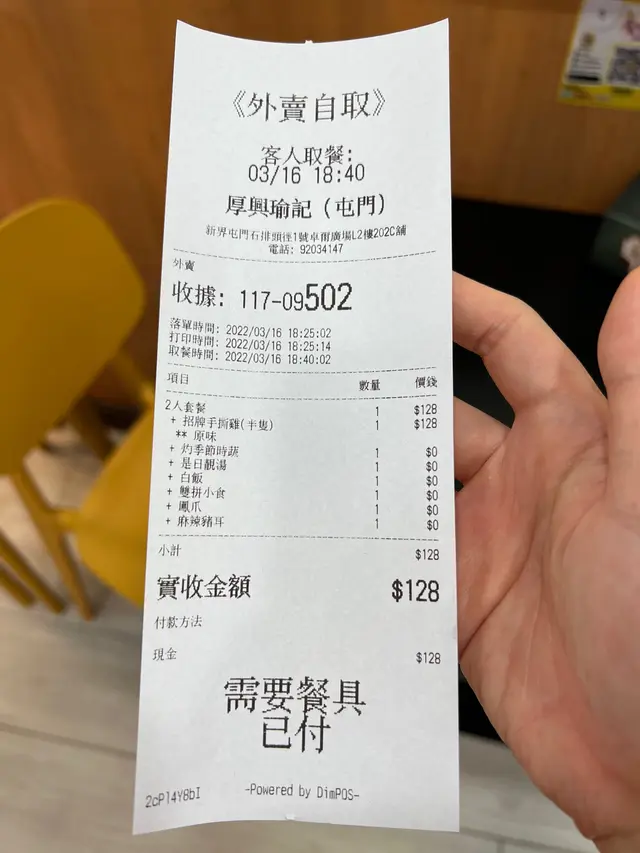 《外賣自取》
客人取餐:
03/16 18:40
厚興瑜記 (屯門)
新界屯門石排頭徑1號卓爾廣場L2樓202C舖
電話: 92034147
外賣
收據: 117-09502
落單時間: 2022/03/16 18:25:02
打印時間: 2022/03/16 18:25:14
取餐時間: 2022/03/16 18:40:02
項目 數量 價錢
2人套餐 1 $128
+ 招牌手撕雞(半隻) 1 $128
** 原味
+ 灼季節時蔬 1 $0
+ 是日靚湯 1 $0
+ 白飯 1 $0
+ 雙拼小食 1 $0
+ 鳳爪 1 $0
+ 麻辣豬耳 1 $0
小計 $128
實收金額 $128
付款方法
現金 $128
需要餐具
已付
2cP14Y8bI -Powered by DimPOS-